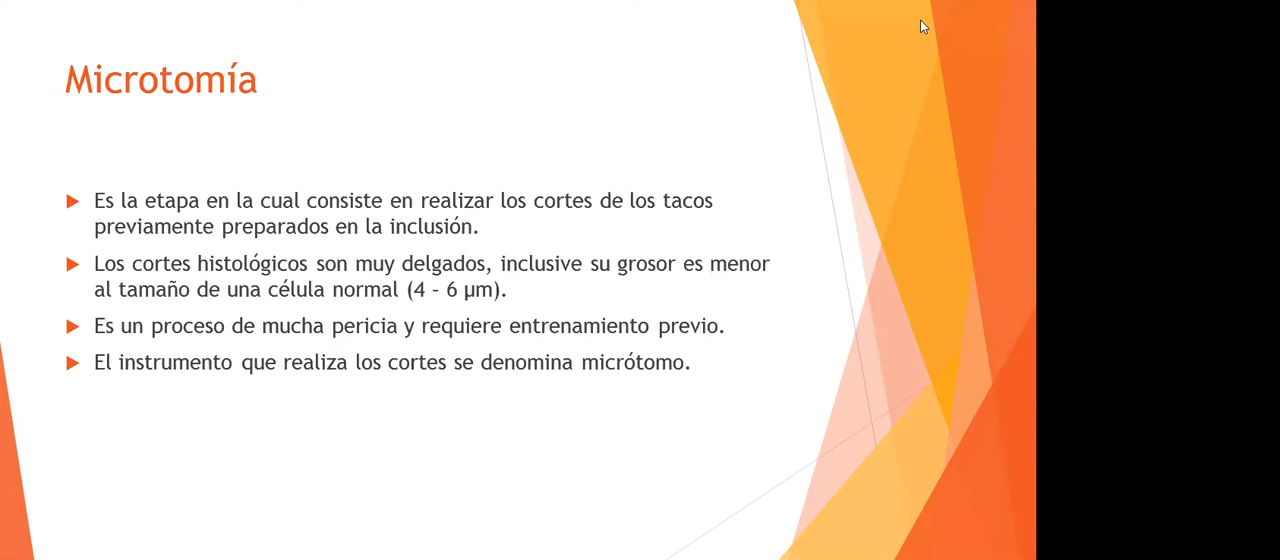 Microtomía
Es la etapa en la cual consiste en realizar los cortes de los tacos
previamente preparados en la inclusión.
Los cortes histológicos son muy delgados, inclusive su grosor es menor
al tamaño de una célula normal (4 - 6 µm).
Es un proceso de mucha pericia y requiere entrenamiento previo.
El instrumento que realiza los cortes se denomina micrótomo.